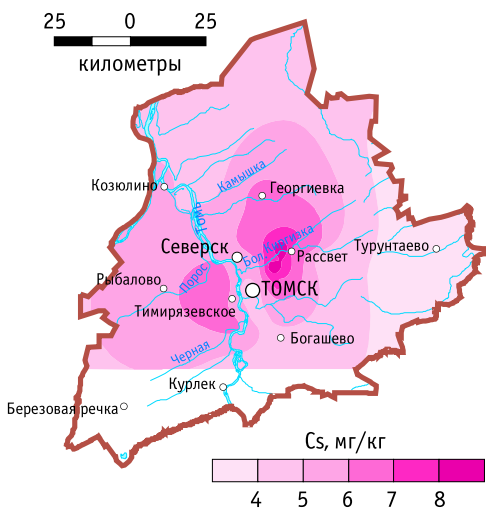 25 0 25
километры
Камышка
Козюлино
Георгиевка
Томь
Северск
Бол.Киргизка
Турунтаево
Рассвет
Порос
Рыбалово
ТОМСК
Тимирязевское
Богашево
Черная
Курлек
Березовая речка
Cs, мг/кг
4 5 6 7 8